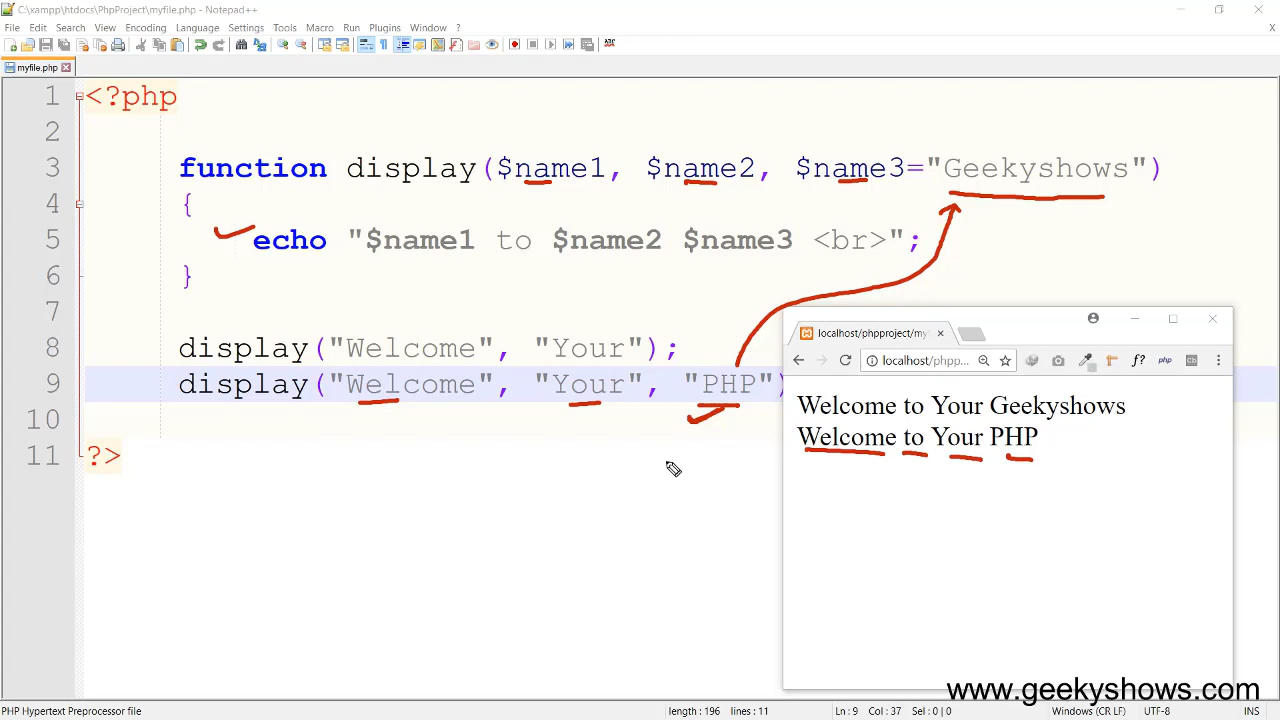 C:\xampp\htdocs\PhpProject\myfile.php - Notepad++
File Edit Search View Encoding Language Settings Tools Macro Run Plugins Window ?
X
ABC
myfile.php
1 <?php
2
3 function display($name1, $name2, $name3="Geekyshows")
4 {
5 echo "$name1 to $name2 $name3 <br>";
6 }
7
8 display("Welcome", "Your");
9 display("Welcome", "Your", "PHP")
10
11 ?>
localhost/phpproject/my
localhost/phpp...
f? php Cb
Welcome to Your Geekyshows
Welcome to Your PHP
www.geekyshows.com
PHP Hypertext Preprocessor file length : 196 lines : 11 Ln : 9 Col : 37 Sel : 0 | 0 Windows (CR LF) UTF-8 INS